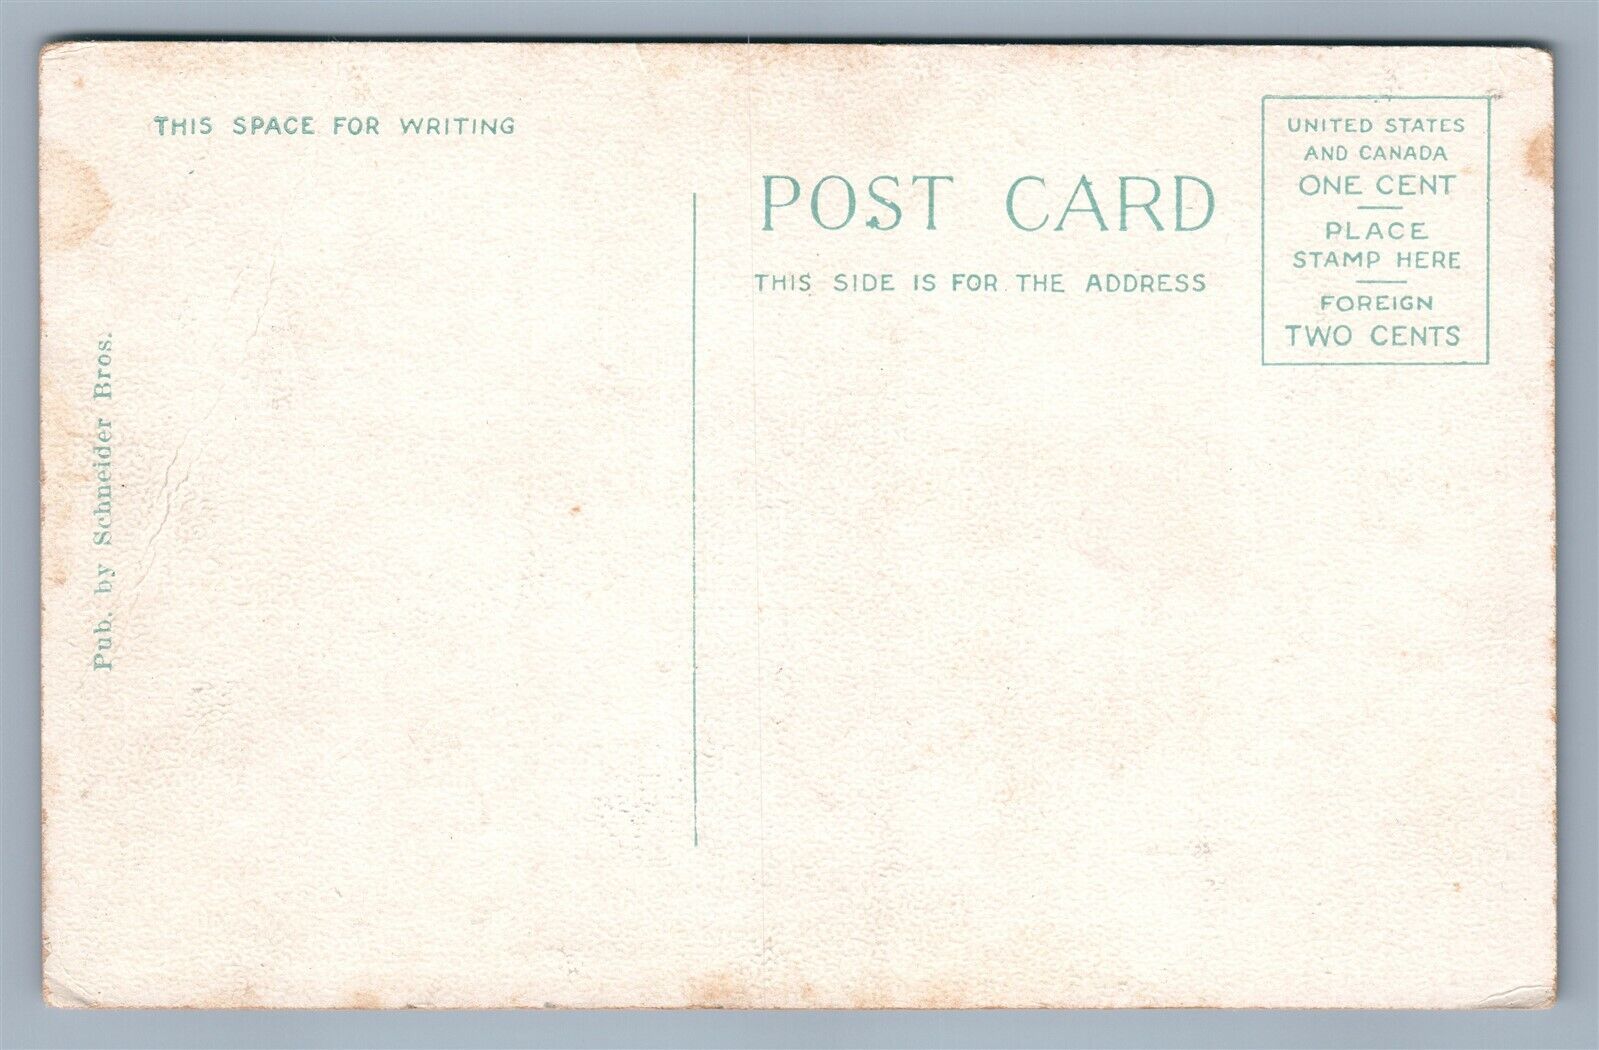 THIS SPACE FOR WRITING
POST CARD
THIS SIDE IS FOR THE ADDRESS
UNITED STATES
AND CANADA
ONE CENT
PLACE
STAMP HERE
FOREIGN
TWO CENTS
Pub. by Schneider Bros.